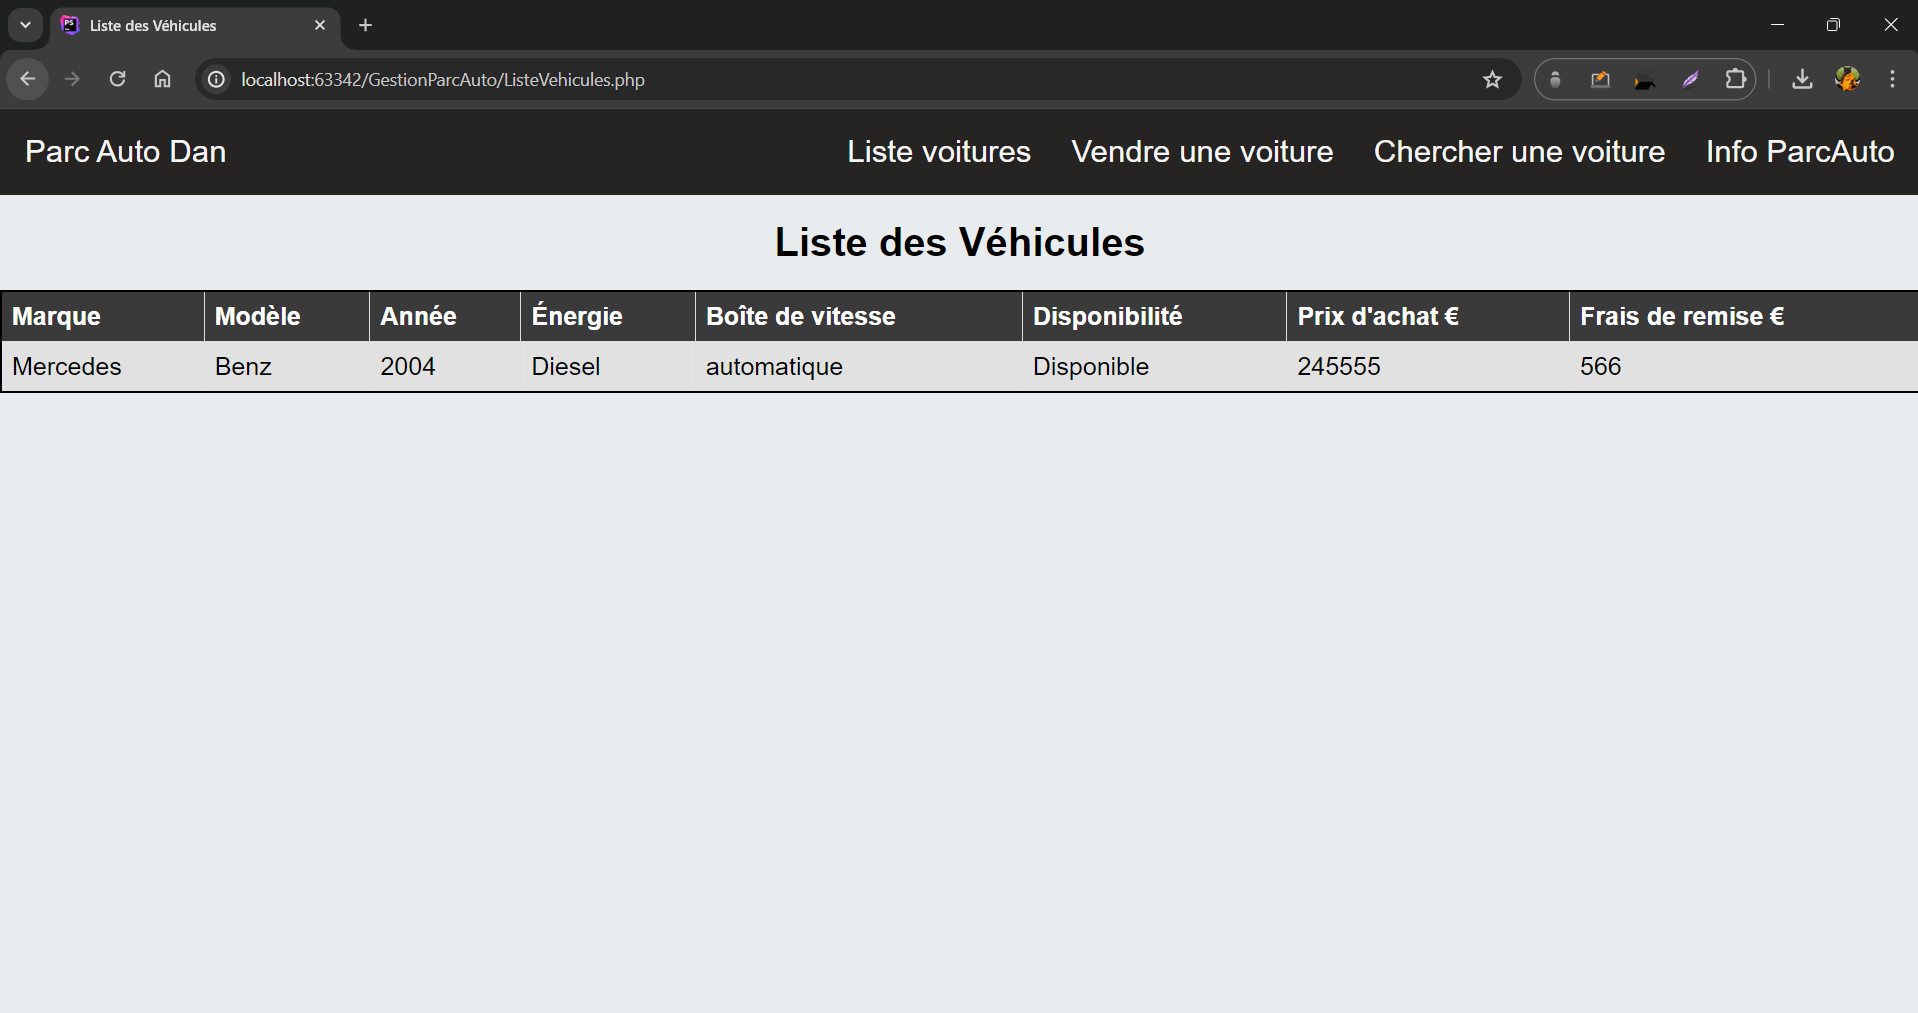 Liste des Véhicules
localhost:63342/GestionParcAuto/ListeVehicules.php
Parc Auto Dan Liste voitures Vendre une voiture Chercher une voiture Info ParcAuto
Liste des Véhicules
Marque Modèle Année Énergie Boîte de vitesse Disponibilité Prix d'achat € Frais de remise €
Mercedes Benz 2004 Diesel automatique Disponible 245555 566